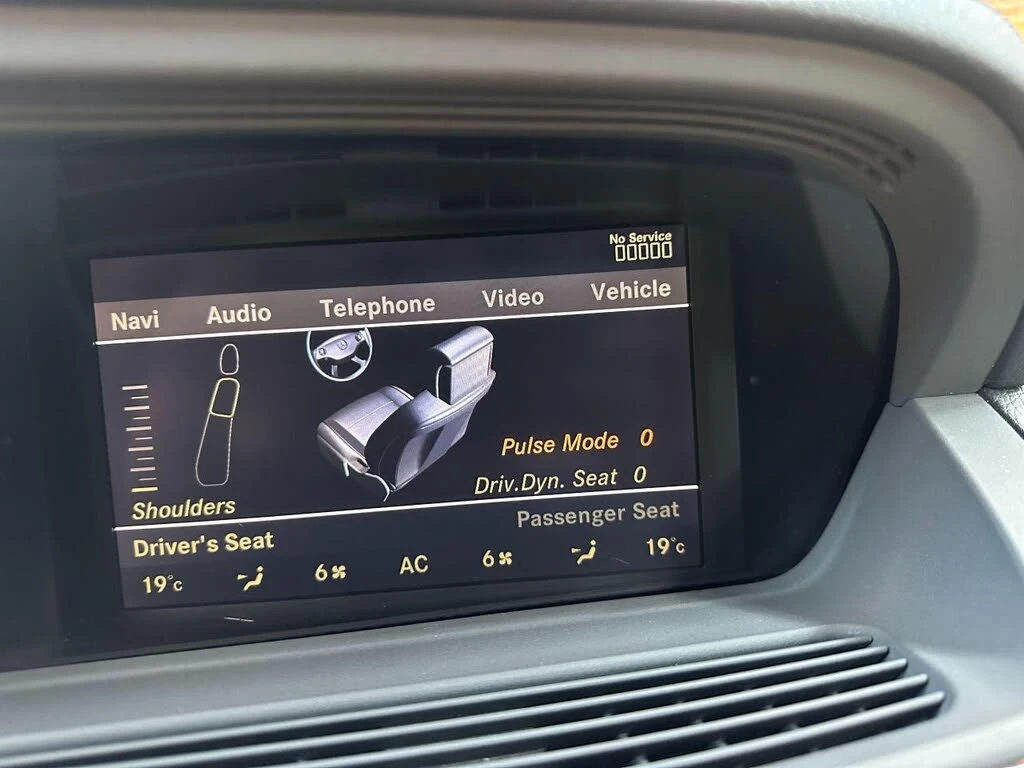 No Service
Navi Audio Telephone Video Vehicle
Pulse Mode 0
Driv.Dyn. Seat 0
Shoulders
Driver's Seat Passenger Seat
19°C 6 AC 6 19°C